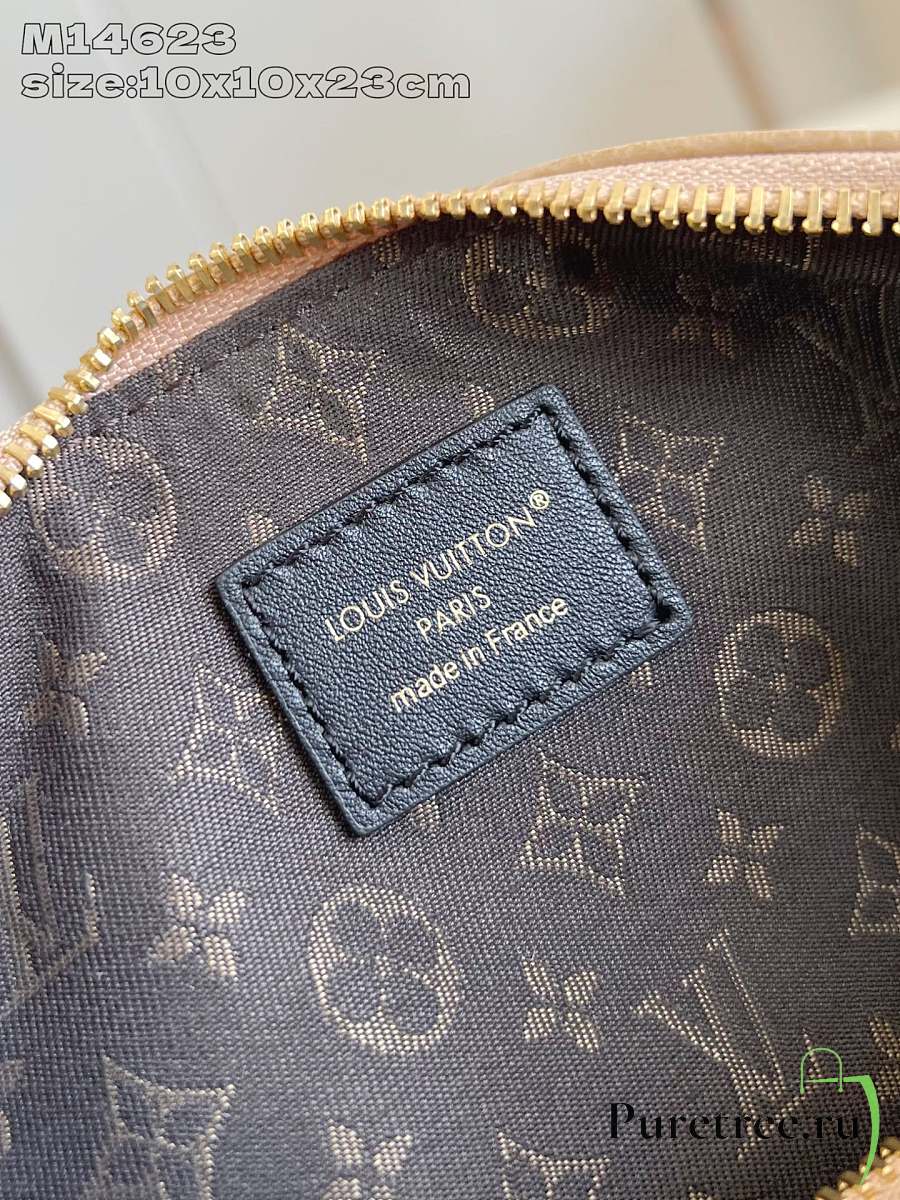 M14623
size:10x10x23cm
LOUIS VUITTON®
PARIS
made in France
Puretree.ru